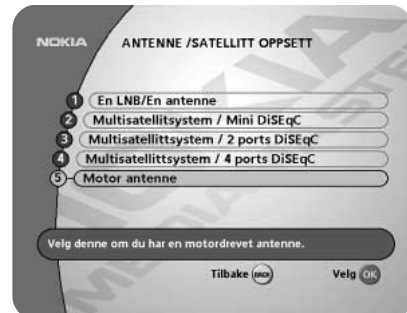 NOKIA
ANTENNE /SATELLITT OPPSETT
1 En LNB/En antenne
2 Multisatellitsystem / Mini DiSEqC
3 Multisatellittsystem / 2 ports DiSEqC
4 Multisatellittsystem / 4 ports DiSEqC
5 Motor antenne
Velg denne om du har en motordrevet antenne.
Tilbake BACK Velg OK